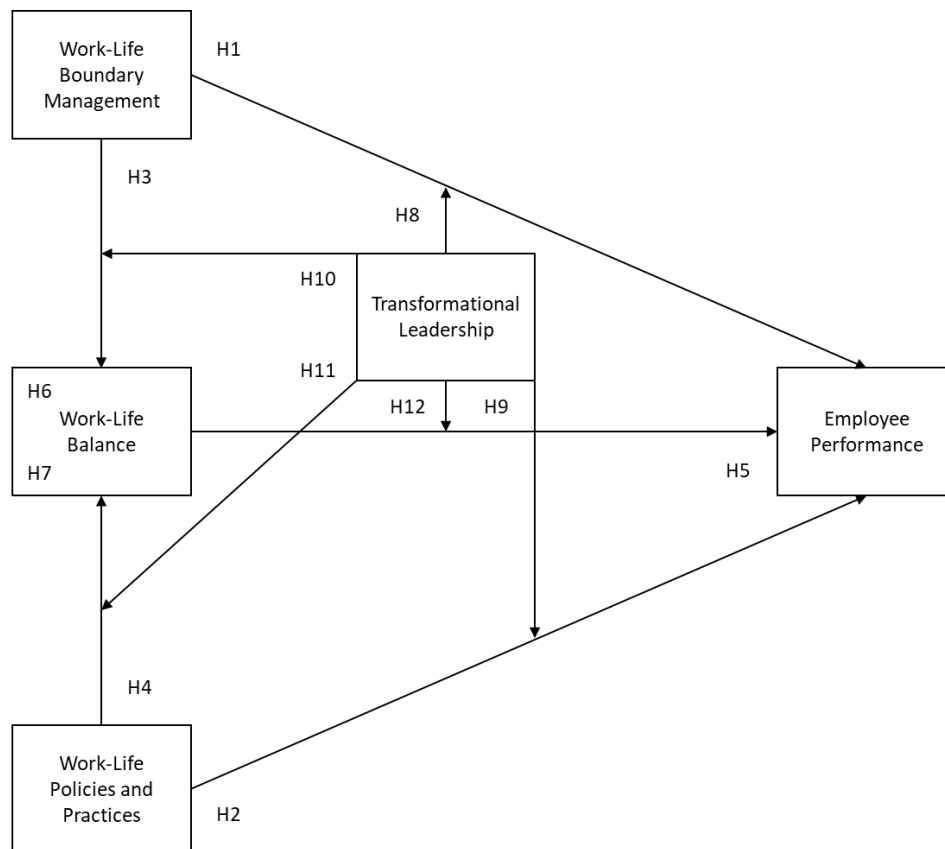 Work-Life
Boundary
Management
H1
H3
H8
H10
Transformational
Leadership
H11
H12
H9
H6
Work-Life
Balance
H7
Employee
Performance
H5
H4
Work-Life
Policies and
Practices
H2